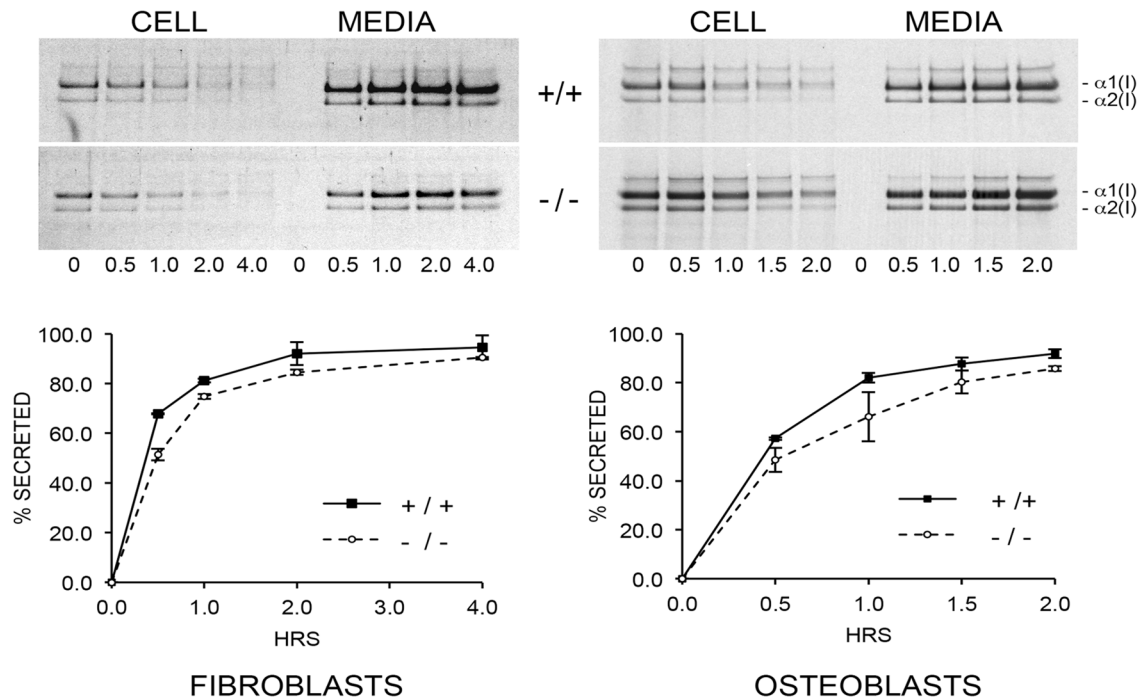 CELL MEDIA CELL MEDIA
+/+
- α1(I)
- α2(I)
-/-
- α1(I)
- α2(I)
0 0.5 1.0 2.0 4.0 0 0.5 1.0 2.0 4.0
0 0.5 1.0 1.5 2.0 0 0.5 1.0 1.5 2.0
% SECRETED
100.0
80.0
60.0
40.0
20.0
0.0
+ / +
- / -
0.0 1.0 2.0 3.0 4.0
HRS
FIBROBLASTS
% SECRETED
100.0
80.0
60.0
40.0
20.0
0.0
+ /+
- / -
0.0 0.5 1.0 1.5 2.0
HRS
OSTEOBLASTS